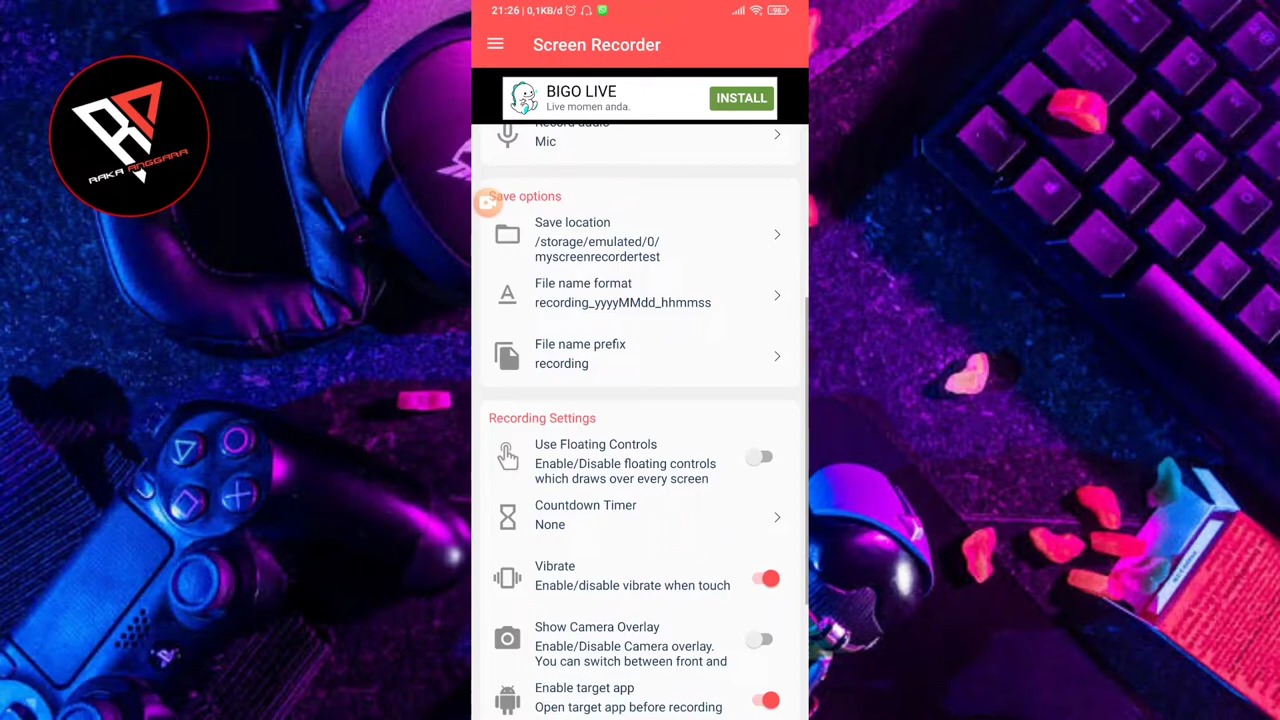 21:26 | 0,1KB/d
96
Screen Recorder
BIGO LIVE
Live momen anda.
INSTALL
RAKA ANGGARA
Record audio
Mic
Save options
Save location
/storage/emulated/0/
myscreenrecordertest
File name format
recording_yyyyMMdd_hhmmss
File name prefix
recording
Recording Settings
Use Floating Controls
Enable/Disable floating controls
which draws over every screen
Countdown Timer
None
Vibrate
Enable/disable vibrate when touch
Show Camera Overlay
Enable/Disable Camera overlay.
You can switch between front and
Enable target app
Open target app before recording